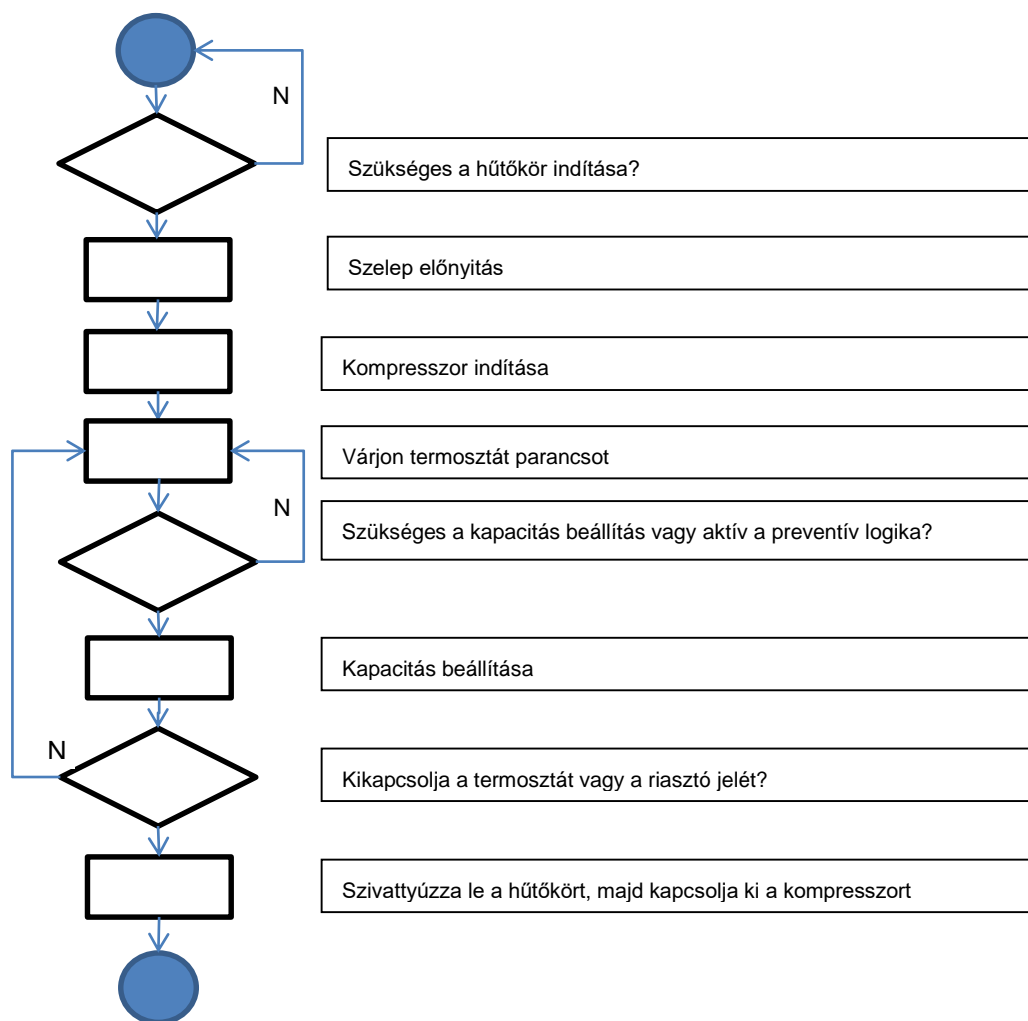 N
Szükséges a hűtőkör indítása?
Szelep előnyitás
Kompresszor indítása
Várjon termosztát parancsot
N
Szükséges a kapacitás beállítás vagy aktív a preventív logika?
Kapacitás beállítása
N
Kikapcsolja a termosztát vagy a riasztó jelét?
Szivattyúzza le a hűtőkört, majd kapcsolja ki a kompresszort